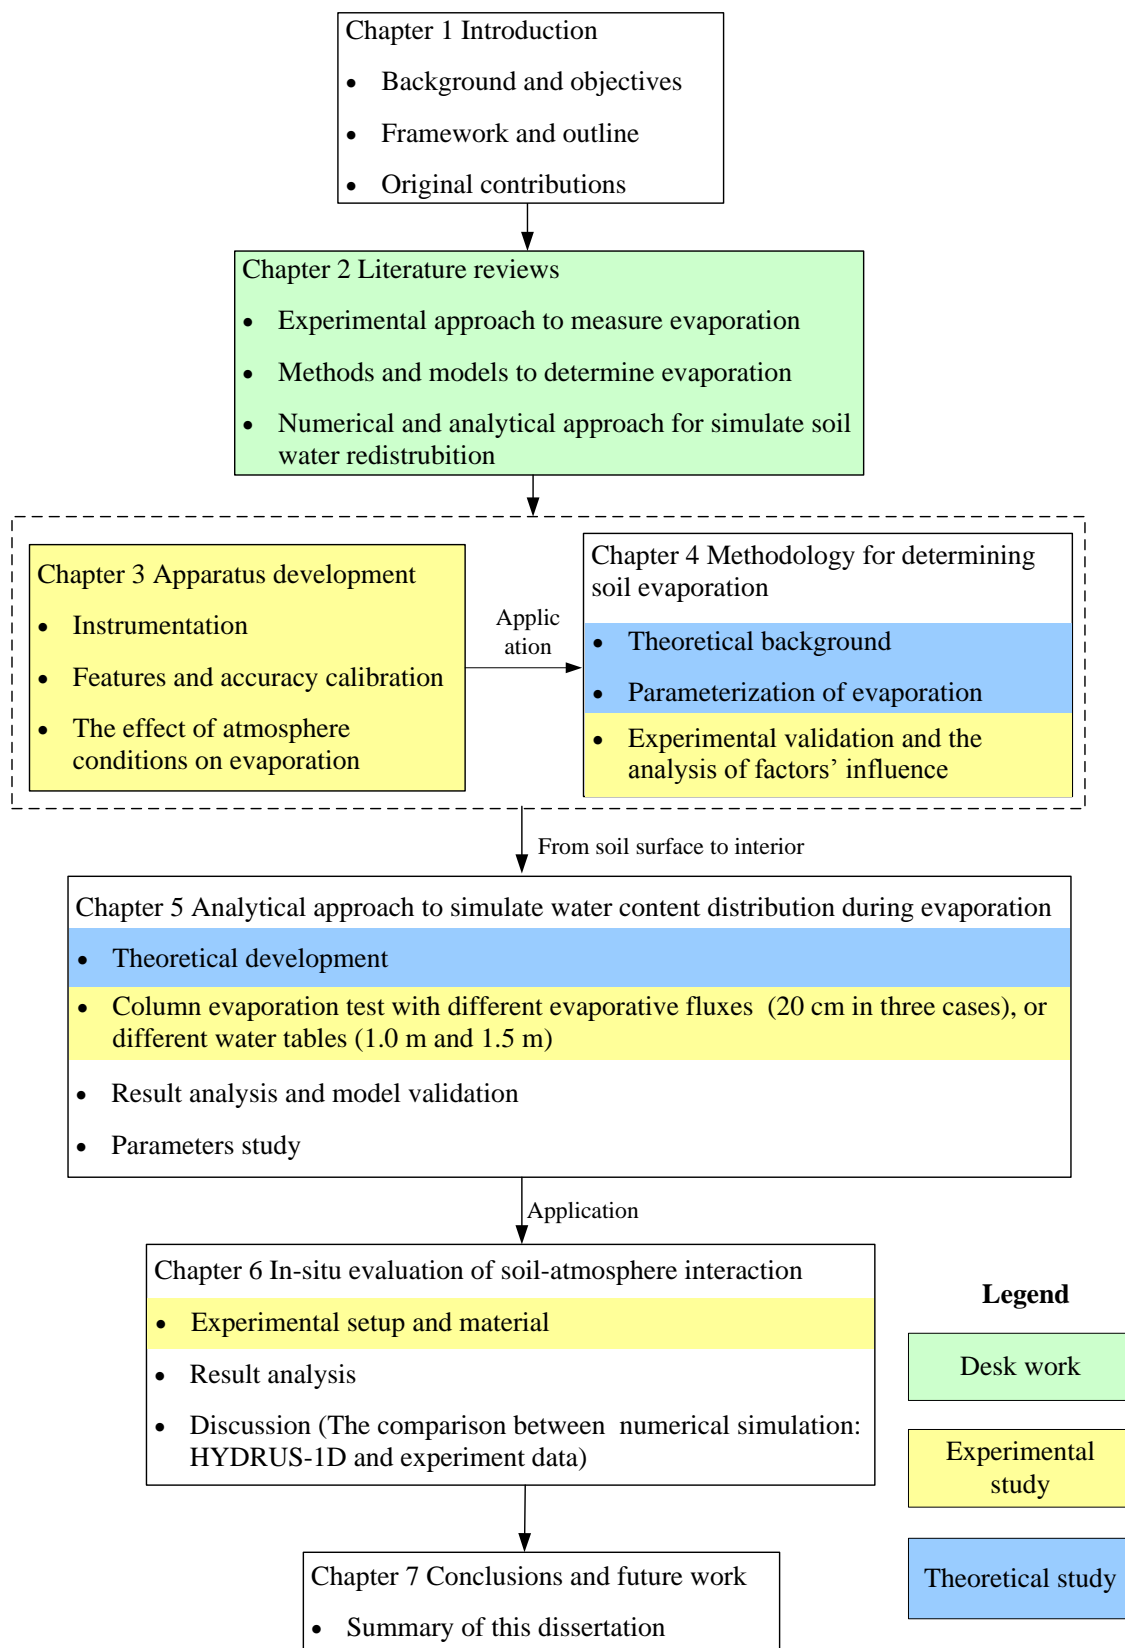 Chapter 1 Introduction
• Background and objectives
• Framework and outline
• Original contributions
Chapter 2 Literature reviews
• Experimental approach to measure evaporation
• Methods and models to determine evaporation
• Numerical and analytical approach for simulate soil
water redistrubition
Chapter 3 Apparatus development
• Instrumentation
• Features and accuracy calibration
• The effect of atmosphere
conditions on evaporation
Applic
ation
Chapter 4 Methodology for determining
soil evaporation
• Theoretical background
• Parameterization of evaporation
• Experimental validation and the
analysis of factors’ influence
From soil surface to interior
Chapter 5 Analytical approach to simulate water content distribution during evaporation
• Theoretical development
• Column evaporation test with different evaporative fluxes (20 cm in three cases), or
different water tables (1.0 m and 1.5 m)
• Result analysis and model validation
• Parameters study
Application
Chapter 6 In-situ evaluation of soil-atmosphere interaction
• Experimental setup and material
• Result analysis
• Discussion (The comparison between numerical simulation:
HYDRUS-1D and experiment data)
Chapter 7 Conclusions and future work
• Summary of this dissertation
Legend
Desk work
Experimental
study
Theoretical study